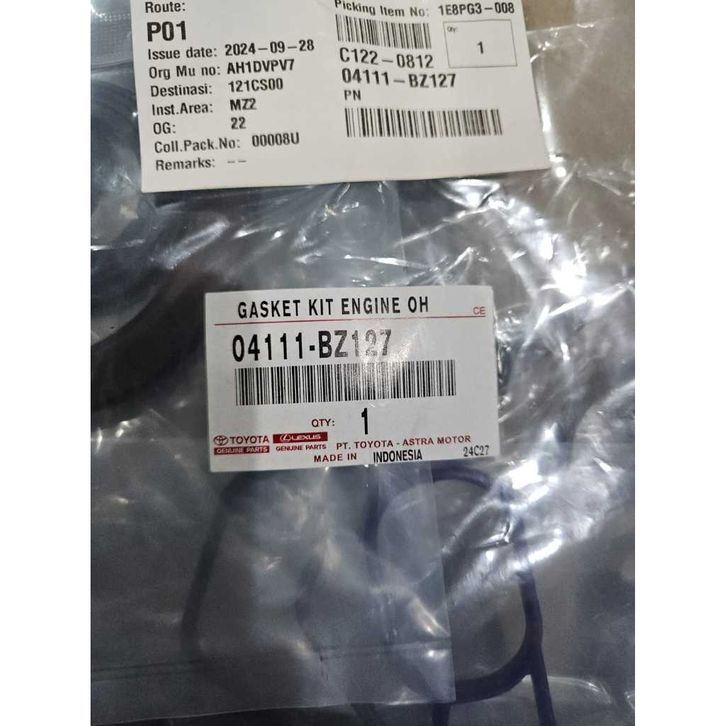 Route:
P01
Issue date: 2024-09-28
Org Mu no: AH1DVPV7
Destinasi: 121CS00
Inst.Area: MZ2
OG: 22
Coll.Pack.No: 00008U
Remarks: --
Picking Item No: 1E8PG3-008
Qty:
1
C122-0812
04111-BZ127
PN
GASKET KIT ENGINE OH
CE
04111-BZ127
QTY: 1
TOYOTA
GENUINE PARTS
LEXUS
GENUINE PARTS
PT. TOYOTA - ASTRA MOTOR
MADE IN INDONESIA
24C27